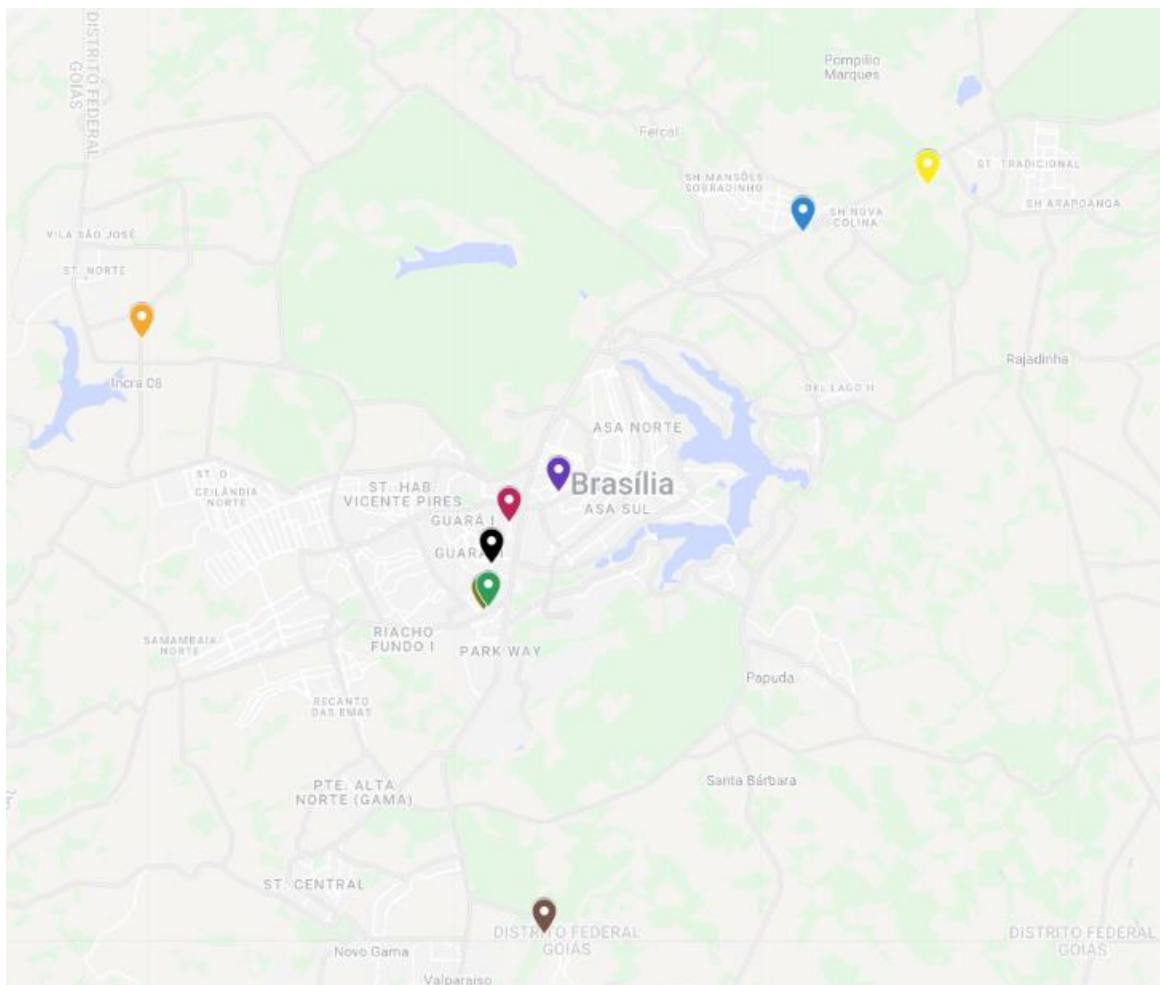 DISTRITO FEDERAL
GOIÁS
Pompilio
Marques
Fercal
ST. TRADICIONAL
SH MANSÕES
SOBRADINHO
SH ARAPOANGA
SH NOVA
COLINA
VILA SÃO JOSÉ
ST. NORTE
Rajadinha
Incra 08
DEL LAGO II
ASA NORTE
ST. O
CEILÂNDIA
NORTE
ST. HAB.
VICENTE PIRES
Brasília
ASA SUL
GUARÁ I
GUARÁ
RIACHO
FUNDO I
SAMAMBAIA
NORTE
PARK WAY
Papuda
RECANTO
DAS EMAS
Santa Bárbara
PTE. ALTA
NORTE (GAMA)
ST. CENTRAL
DISTRITO FEDERAL
GOIÁS
DISTRITO FEDERAL
GOIÁS
Novo Gama
Valparaíso